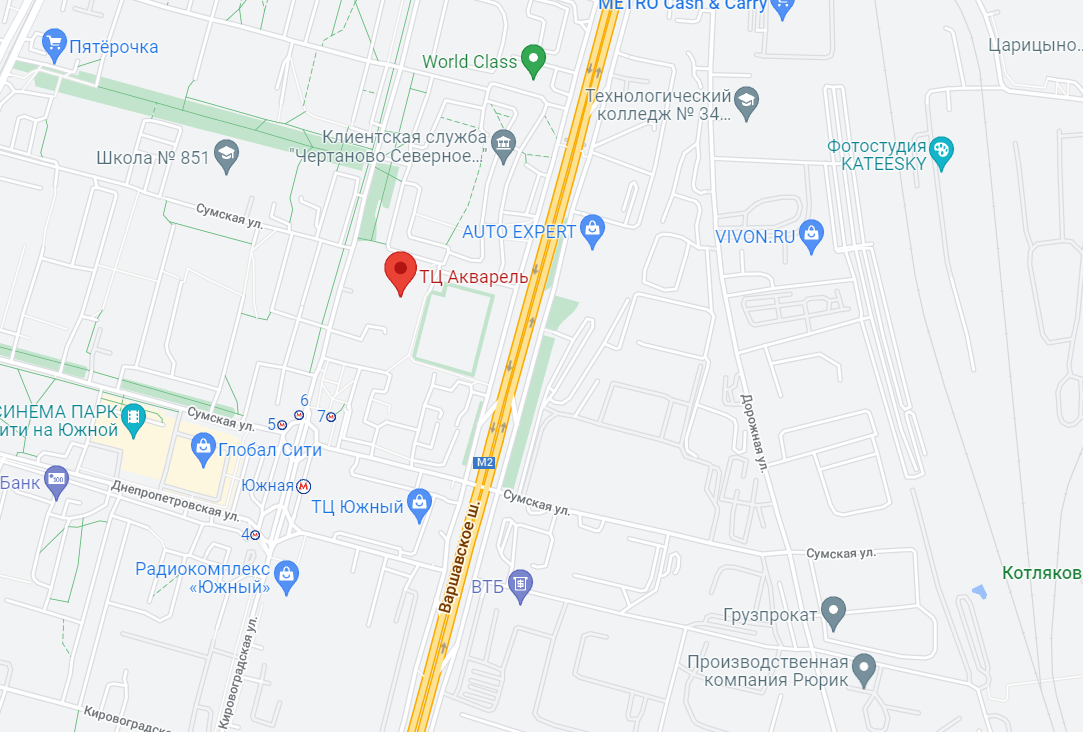 METRO Cash & Carry
Пятёрочка
Царицыно...
World Class
Технологический
колледж № 34...
Клиентская служба
"Чертаново Северное..."
Школа № 851
Фотостудия
KATEESKY
Сумская ул.
AUTO EXPERT
VIVON.RU
ТЦ Акварель
СИНЕМА ПАРК
Сити на Южной
Сумская ул.
6
5
7
Дорожная ул.
Глобал Сити
M2
Банк
Южная
Днепропетровская ул.
ТЦ Южный
Сумская ул.
Варшавское ш.
4
Сумская ул.
Радиокомплекс
«Южный»
ВТБ
Котляков
Грузпрокат
Кировоградская ул.
Производственная
компания Рюрик
Кировоградская